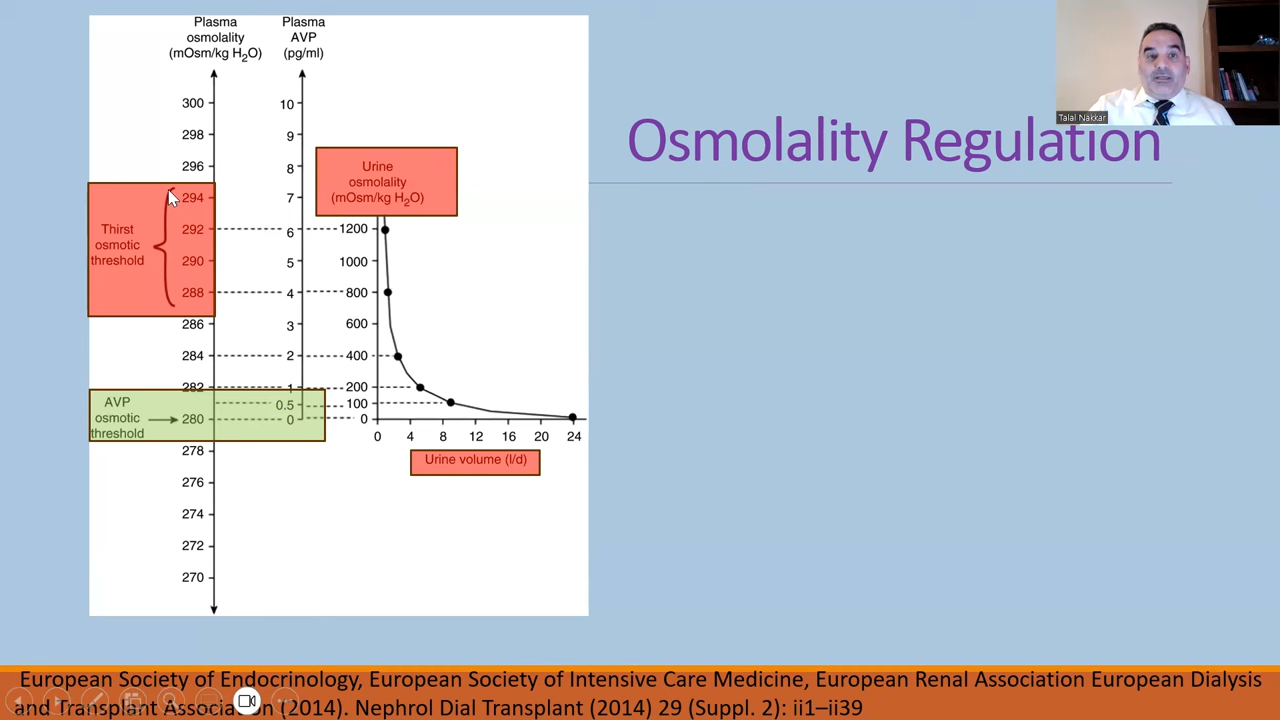 Plasma
osmolality
(mOsm/kg H2O)
Plasma
AVP
(pg/ml)
300
298
296
294
292
290
288
286
284
282
280
278
276
274
272
270
10
9
8
7
6
5
4
3
2
1
0.5
0
Thirst
osmotic
threshold
AVP
osmotic
threshold
Urine
osmolality
(mOsm/kg H2O)
1200
1000
800
600
400
200
100
0
0 4 8 12 16 20 24
Urine volume (l/d)
Osmolality Regulation
Talal Nakkar
European Society of Endocrinology, European Society of Intensive Care Medicine, European Renal Association European Dialysis
and Transplant Association (2014). Nephrol Dial Transplant (2014) 29 (Suppl. 2): ii1–ii39